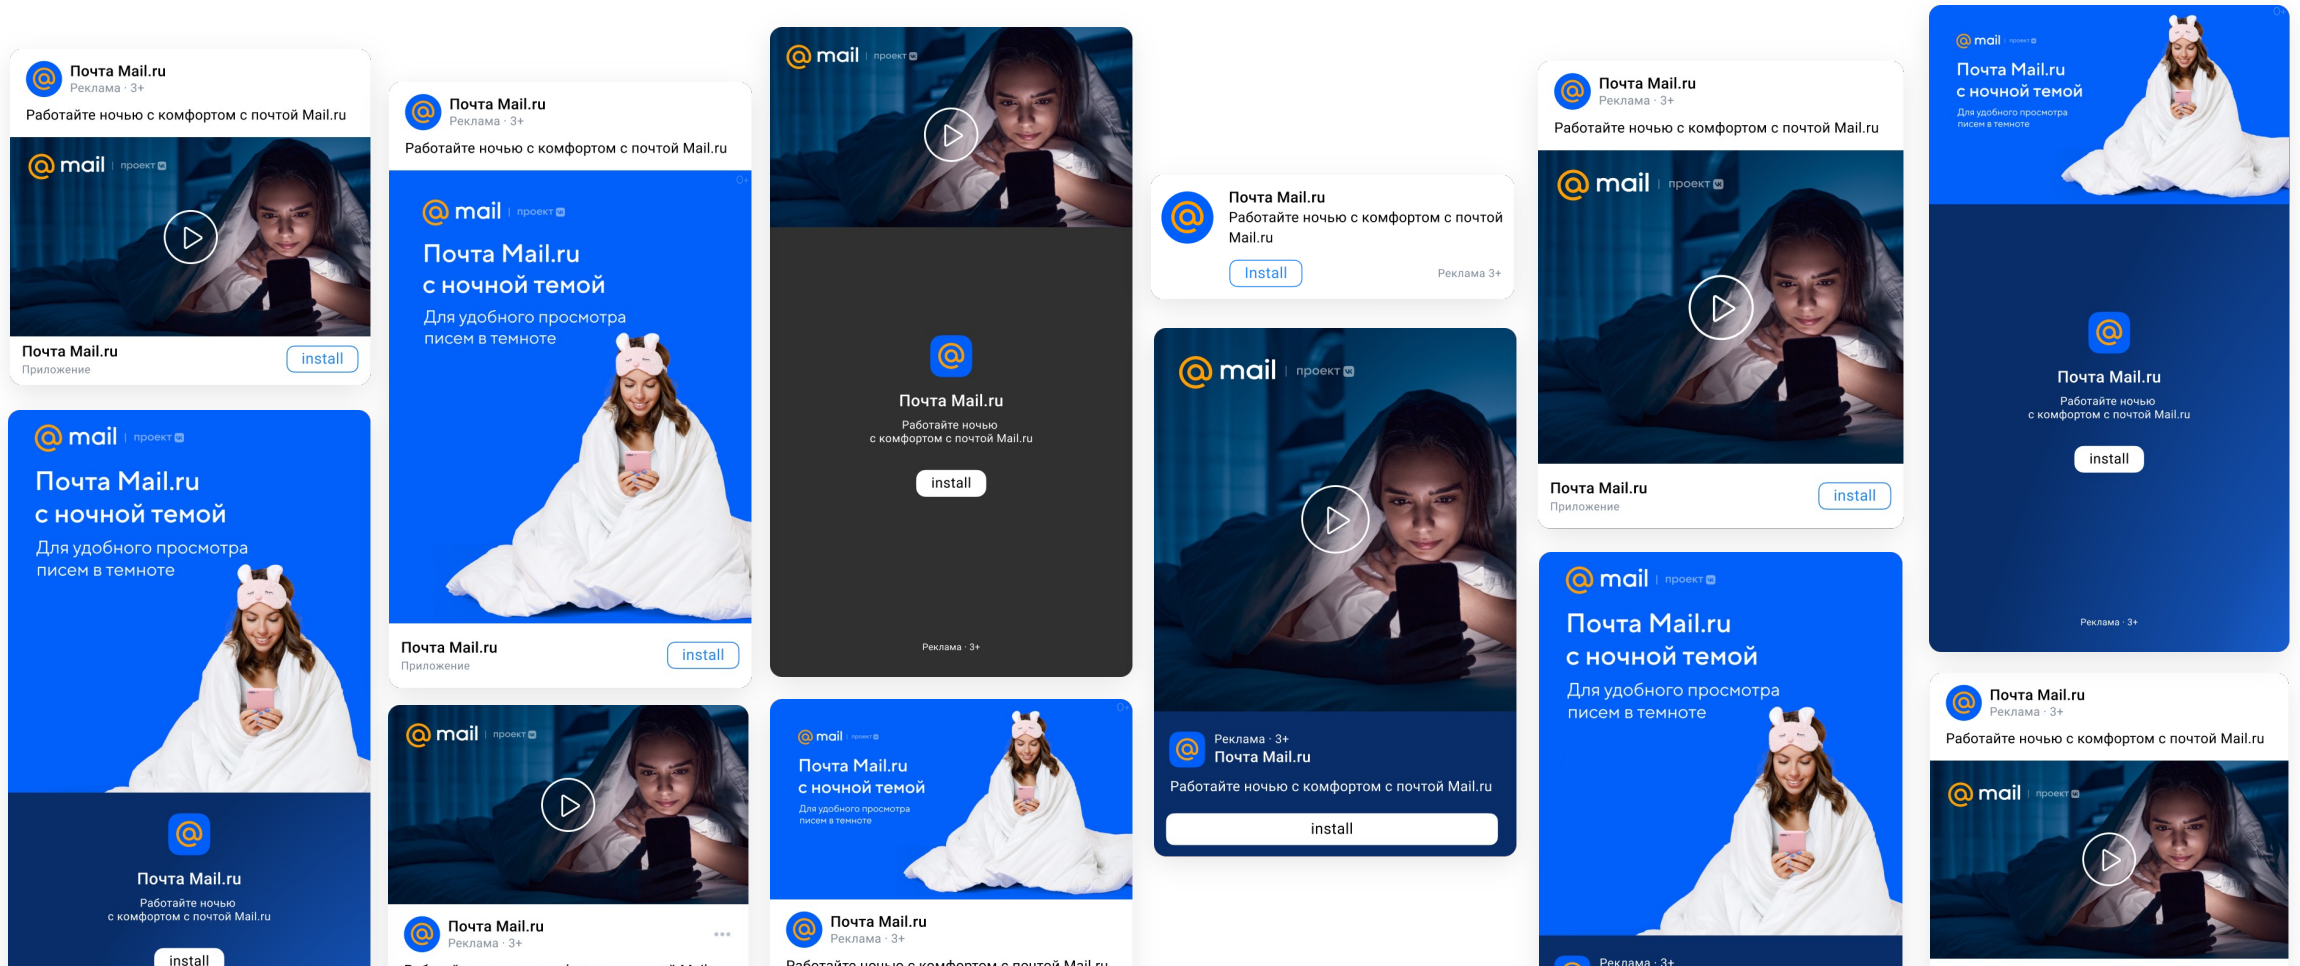 Почта Mail.ru
Реклама · 3+
Работайте ночью с комфортом с почтой Mail.ru
@mail | проект
Почта Mail.ru
Приложение
install
@mail | проект
Почта Mail.ru
с ночной темой
Для удобного просмотра
писем в темноте
Почта Mail.ru
Работайте ночью
с комфортом с почтой Mail.ru
install
Почта Mail.ru
Реклама · 3+
Работайте ночью с комфортом с почтой Mail.ru
0+
@mail | проект
Почта Mail.ru
с ночной темой
Для удобного просмотра
писем в темноте
Почта Mail.ru
Приложение
install
@mail | проект
Почта Mail.ru
Реклама · 3+
@mail | проект
Почта Mail.ru
Работайте ночью
с комфортом с почтой Mail.ru
install
Реклама · 3+
0+
@mail | проект
Почта Mail.ru
с ночной темой
Для удобного просмотра
писем в темноте
Почта Mail.ru
Реклама · 3+
Работайте ночью с комфортом с почтой Mail.ru
Почта Mail.ru
Работайте ночью с комфортом с почтой
Mail.ru
Install
Реклама 3+
@mail | проект
Реклама · 3+
Почта Mail.ru
Работайте ночью с комфортом с почтой Mail.ru
install
Почта Mail.ru
Реклама · 3+
Работайте ночью с комфортом с почтой Mail.ru
@mail | проект
Почта Mail.ru
Приложение
install
@mail | проект
Почта Mail.ru
с ночной темой
Для удобного просмотра
писем в темноте
Реклама · 3+
0+
@mail | проект
Почта Mail.ru
с ночной темой
Для удобного просмотра
писем в темноте
Почта Mail.ru
Работайте ночью
с комфортом с почтой Mail.ru
install
Реклама · 3+
Почта Mail.ru
Реклама · 3+
Работайте ночью с комфортом с почтой Mail.ru
@mail | проект